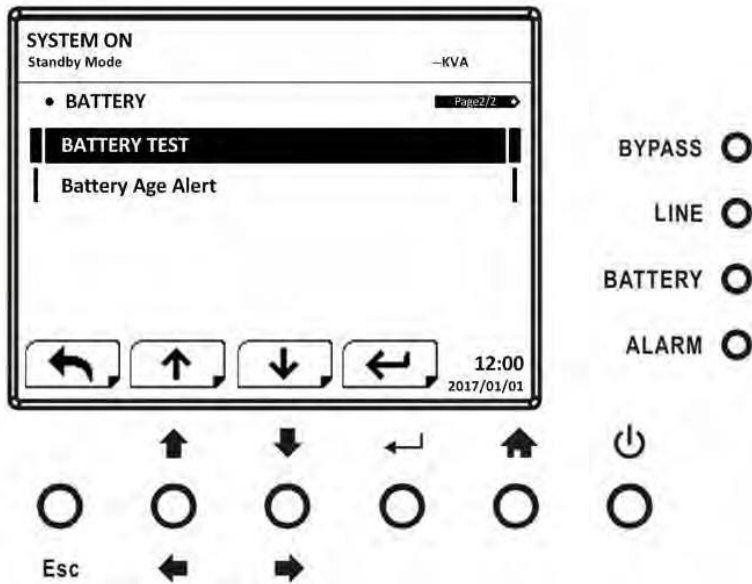 SYSTEM ON
Standby Mode
–KVA
• BATTERY
Page2/2
BATTERY TEST
Battery Age Alert
12:00
2017/01/01
BYPASS
LINE
BATTERY
ALARM
Esc